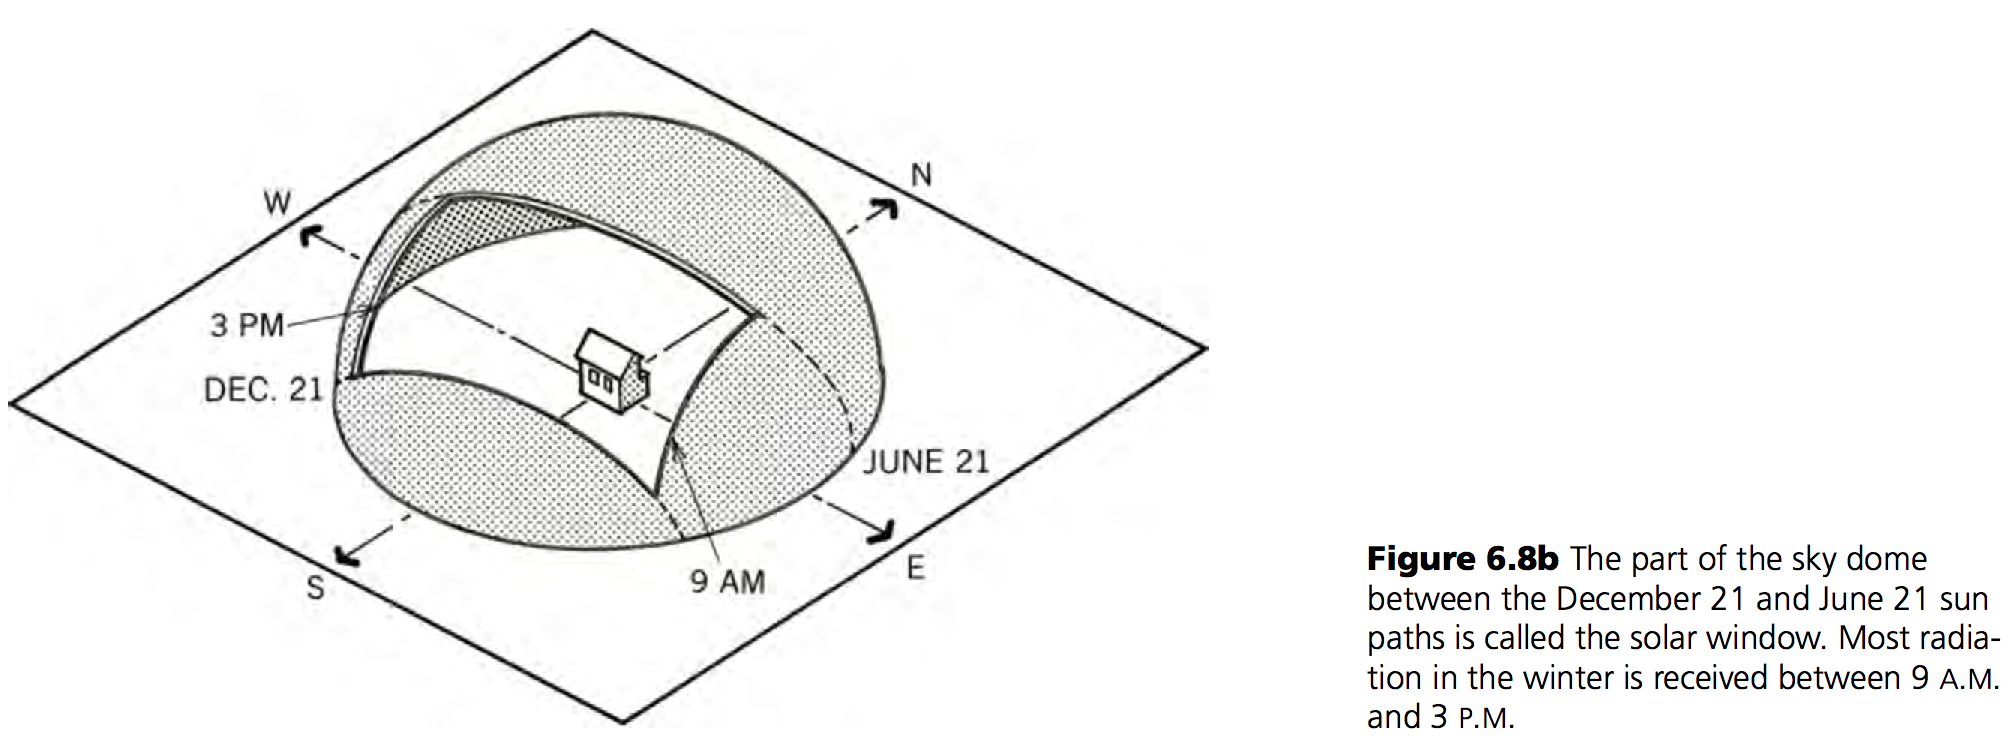 N
W
3 PM
DEC. 21
JUNE 21
S
9 AM
E
Figure 6.8b The part of the sky dome
between the December 21 and June 21 sun
paths is called the solar window. Most radia-
tion in the winter is received between 9 A.M.
and 3 P.M.